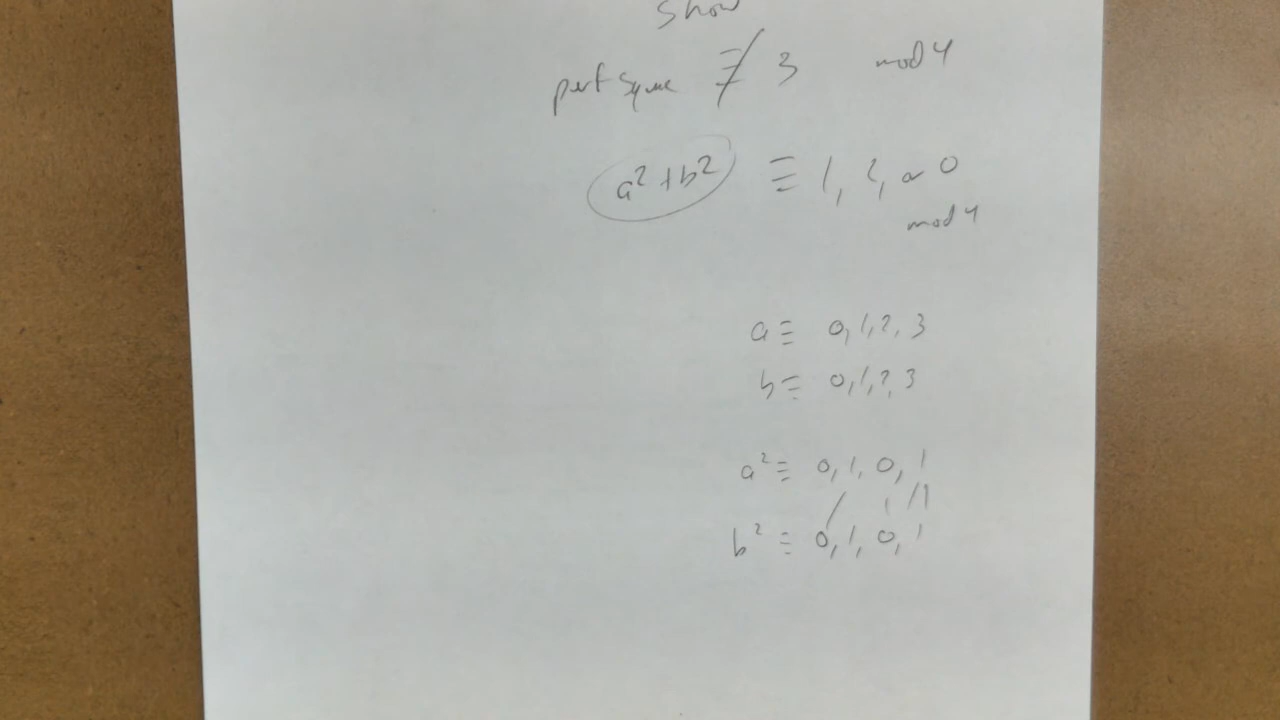 Show
perf square ≢ 3 mod 4
a² + b² ≡ 1, 2, or 0
mod 4
a ≡ 0, 1, 2, 3
b ≡ 0, 1, 2, 3
a² ≡ 0, 1, 0, 1
b² ≡ 0, 1, 0, 1